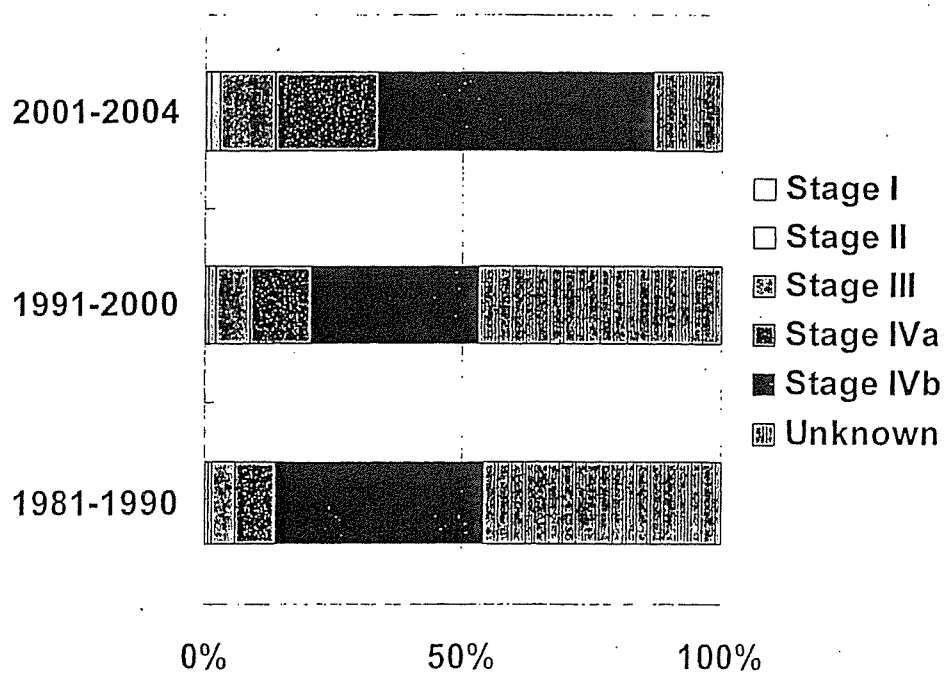 2001-2004
1991-2000
1981-1990
0% 50% 100%
Stage I
Stage II
Stage III
Stage IVa
Stage IVb
Unknown